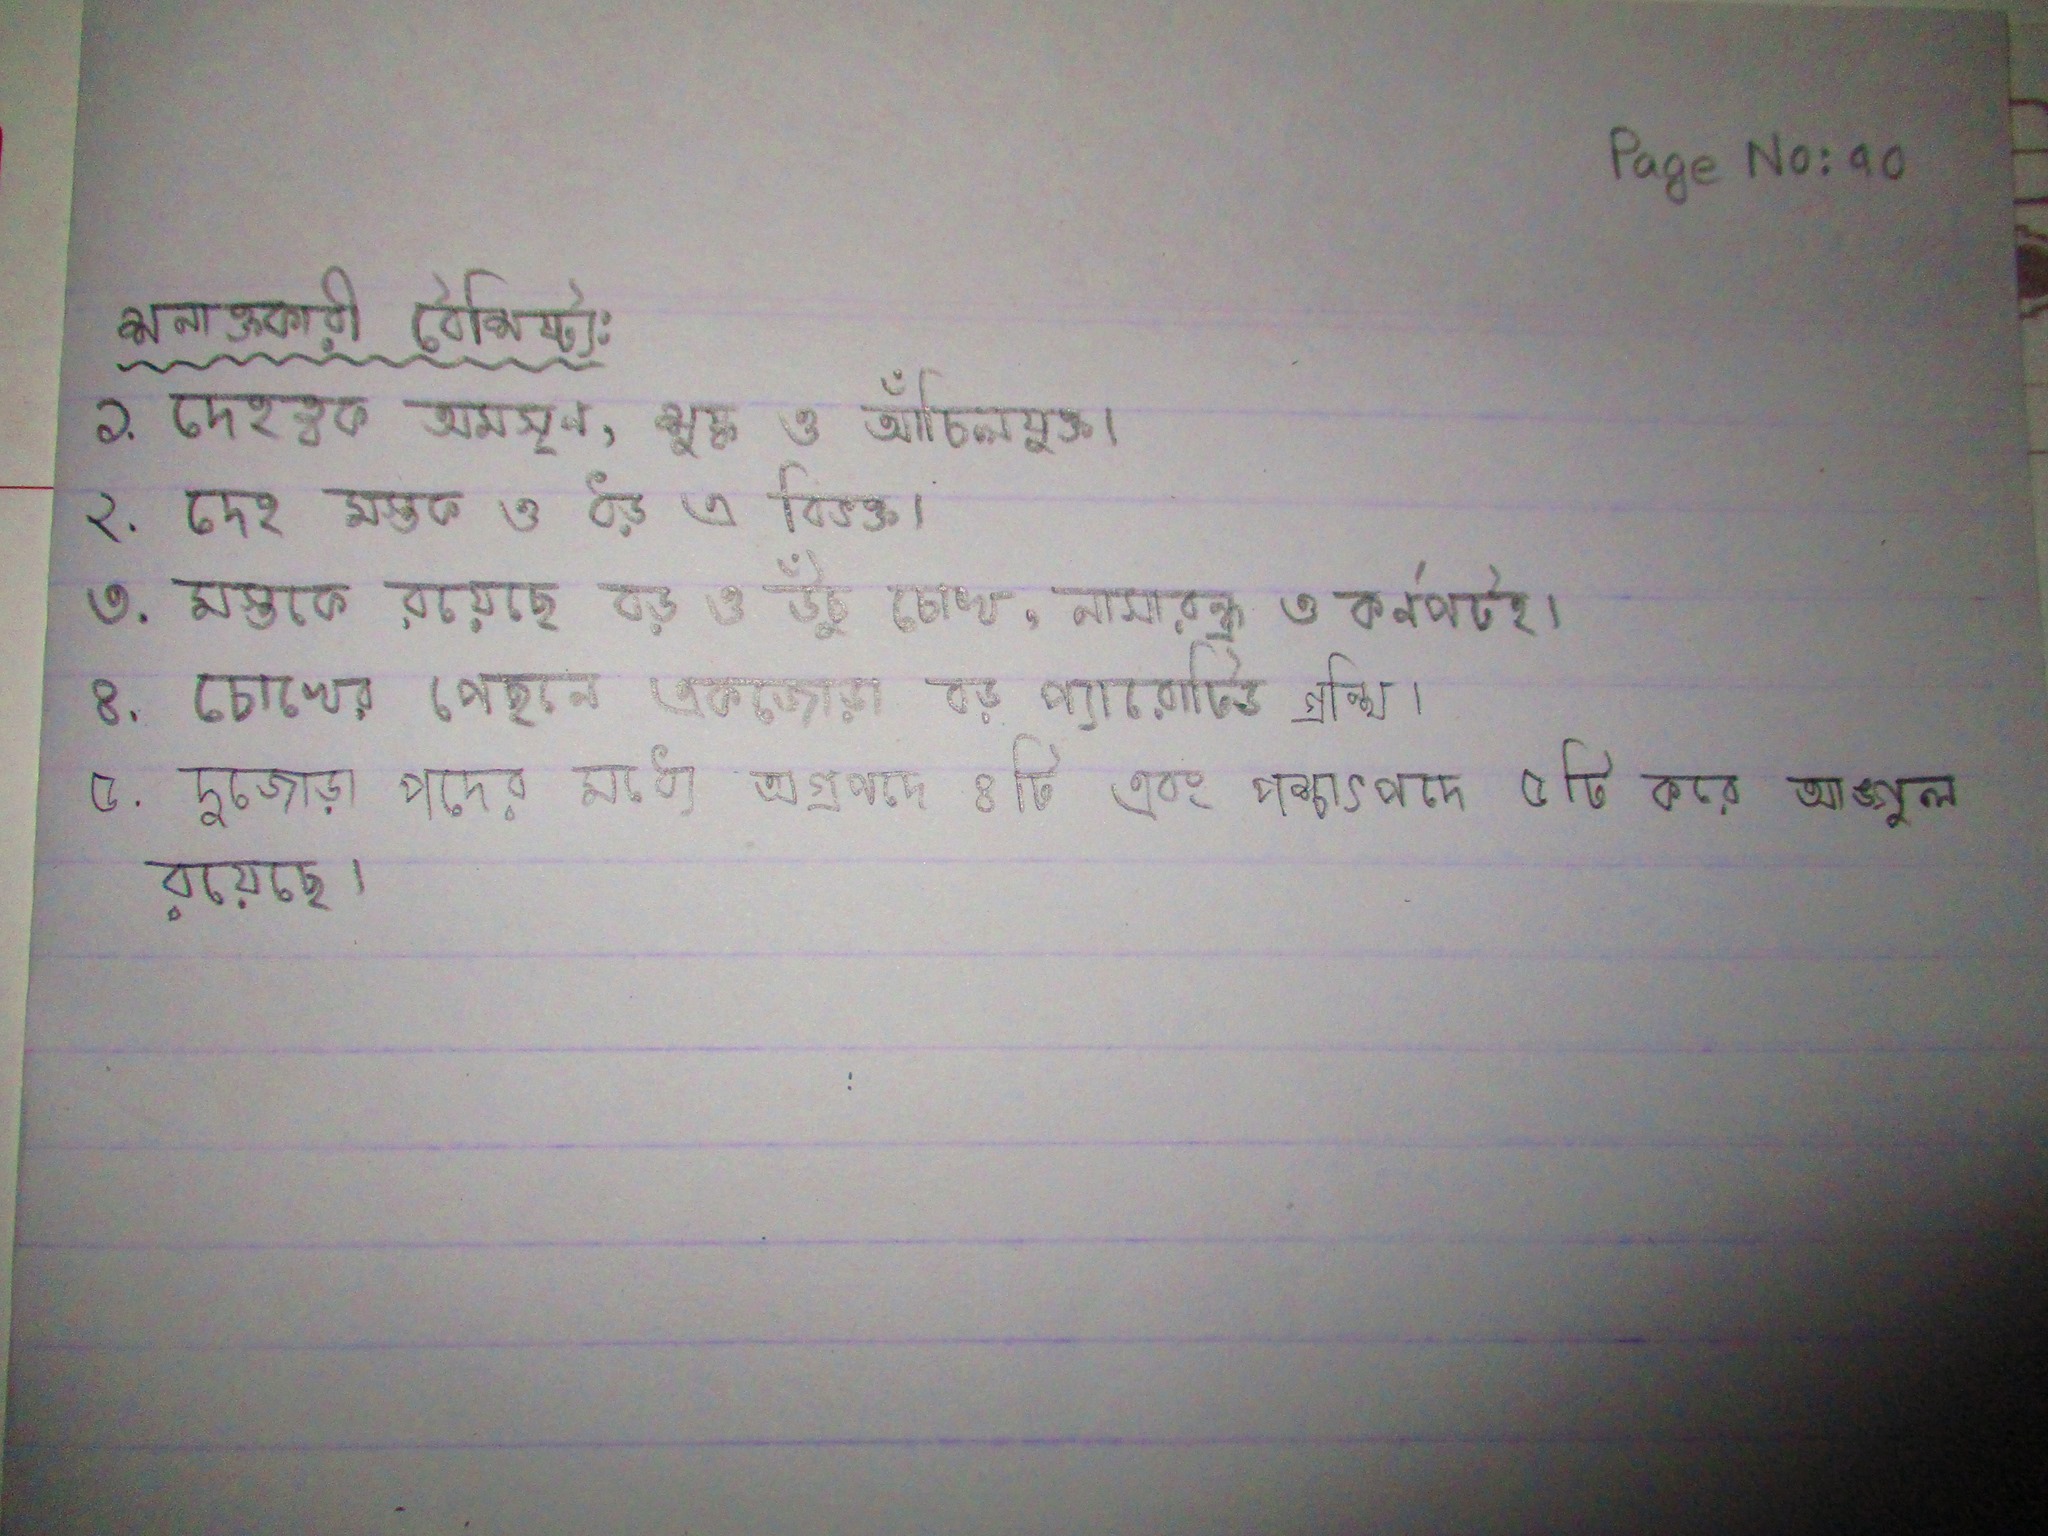 Page No: 90
শনাক্তকারী বৈশিষ্ট্য:
১. দেহত্বক অমসৃন, শুষ্ক ও আঁচিলযুক্ত।
২. দেহ মস্তক ও ধড় এ বিভক্ত।
৩. মস্তকে রয়েছে বড় ও উঁচু চোখ, নাসারন্ধ্র ও কর্নপটহ।
৪. চোখের পেছনে একজোড়া বড় প্যারোটিড গ্রন্থি।
৫. দুজোড়া পদের মধ্যে অগ্রপদে ৪টি এবং পশ্চাৎপদে ৫টি করে আঙ্গুল
রয়েছে।